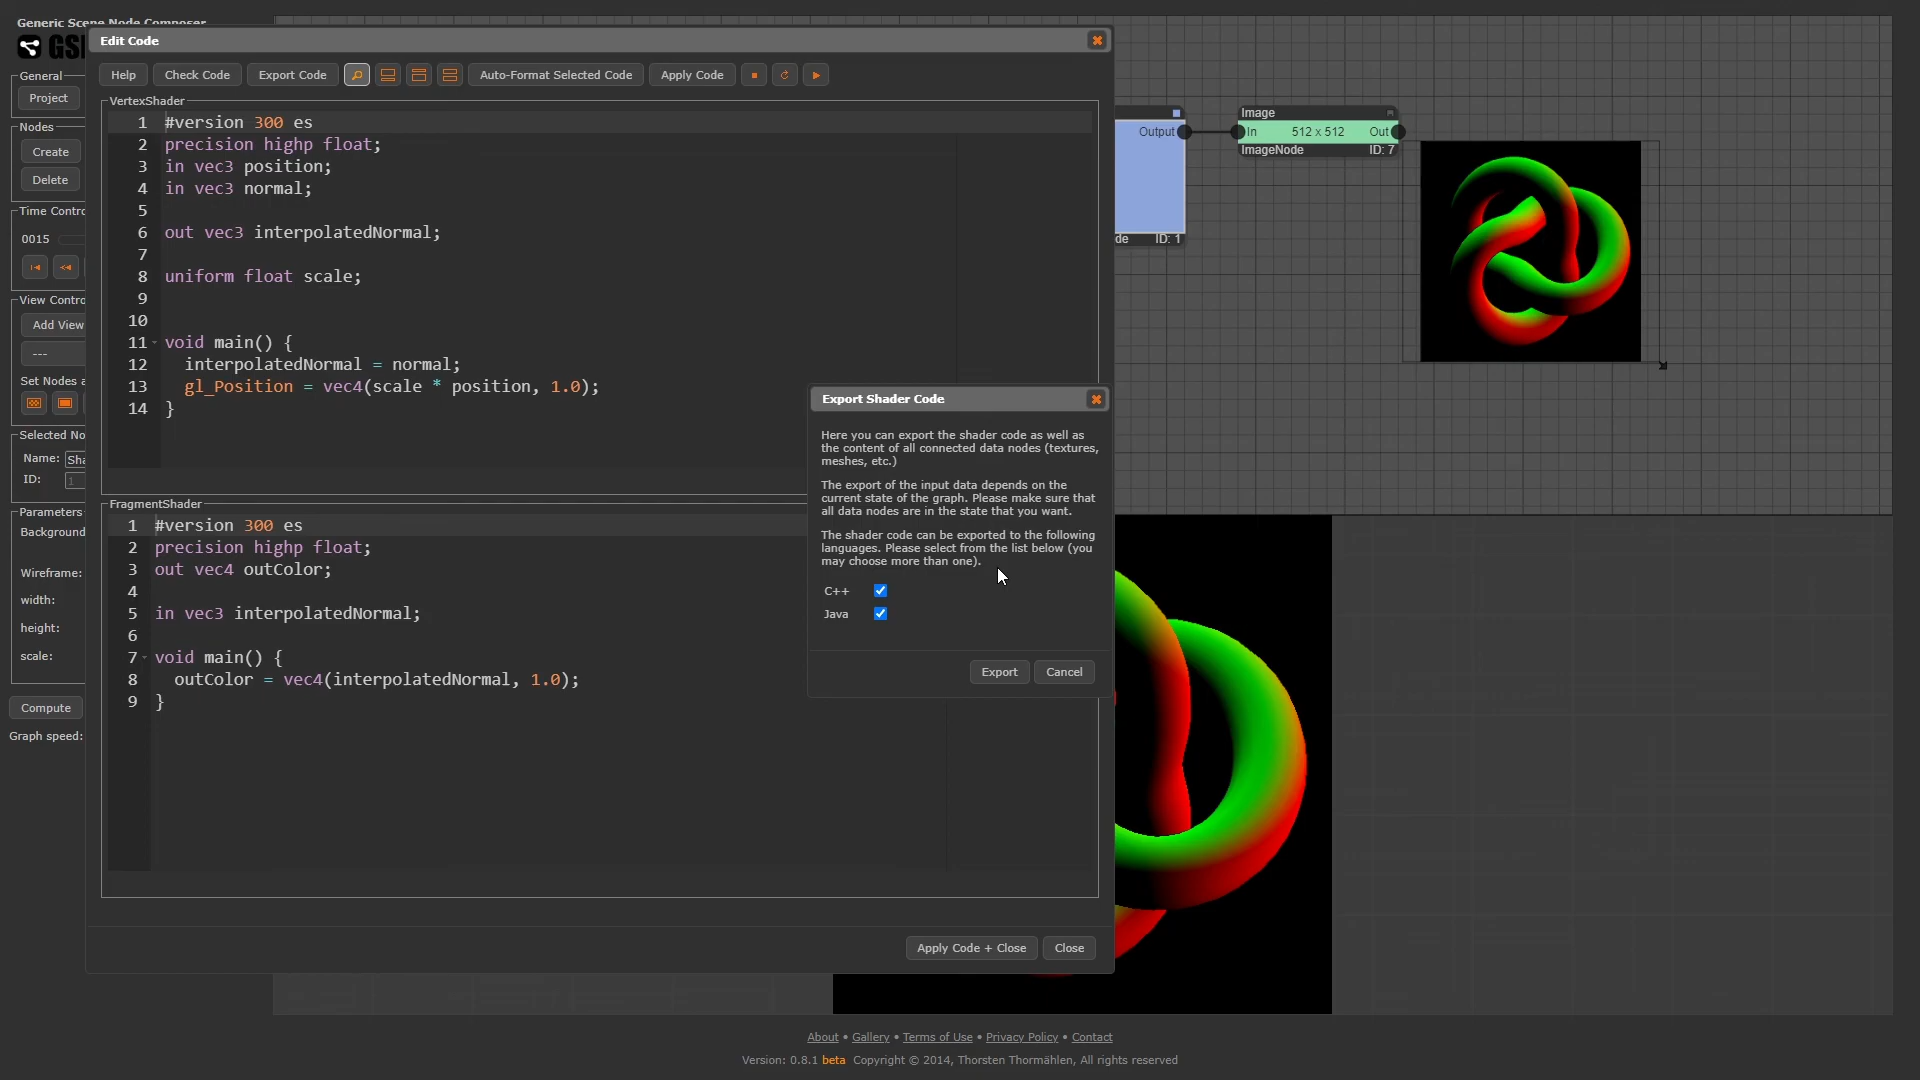 Generic Scene Node Composer
GS
General
Project
Nodes
Create
Delete
Time Contro
0015
View Contro
Add View
---
Set Nodes a
Selected No
Name: Sha
ID: 1
Parameters
Background
Wireframe:
width:
height:
scale:
Compute
Graph speed:
Edit Code
Help Check Code Export Code Auto-Format Selected Code Apply Code
VertexShader
1 #version 300 es
2 precision highp float;
3 in vec3 position;
4 in vec3 normal;
5
6 out vec3 interpolatedNormal;
7
8 uniform float scale;
9
10
11 void main() {
12 interpolatedNormal = normal;
13 gl_Position = vec4(scale * position, 1.0);
14 }
FragmentShader
1 #version 300 es
2 precision highp float;
3 out vec4 outColor;
4
5 in vec3 interpolatedNormal;
6
7 void main() {
8 outColor = vec4(interpolatedNormal, 1.0);
9 }
Apply Code + Close Close
Export Shader Code
Here you can export the shader code as well as
the content of all connected data nodes (textures,
meshes, etc.)
The export of the input data depends on the
current state of the graph. Please make sure that
all data nodes are in the state that you want.
The shader code can be exported to the following
languages. Please select from the list below (you
may choose more than one).
C++
Java
Export Cancel
Output
de ID: 1
Image
In 512 x 512 Out
ImageNode ID: 7
About • Gallery • Terms of Use • Privacy Policy • Contact
Version: 0.8.1 beta Copyright © 2014, Thorsten Thormählen, All rights reserved